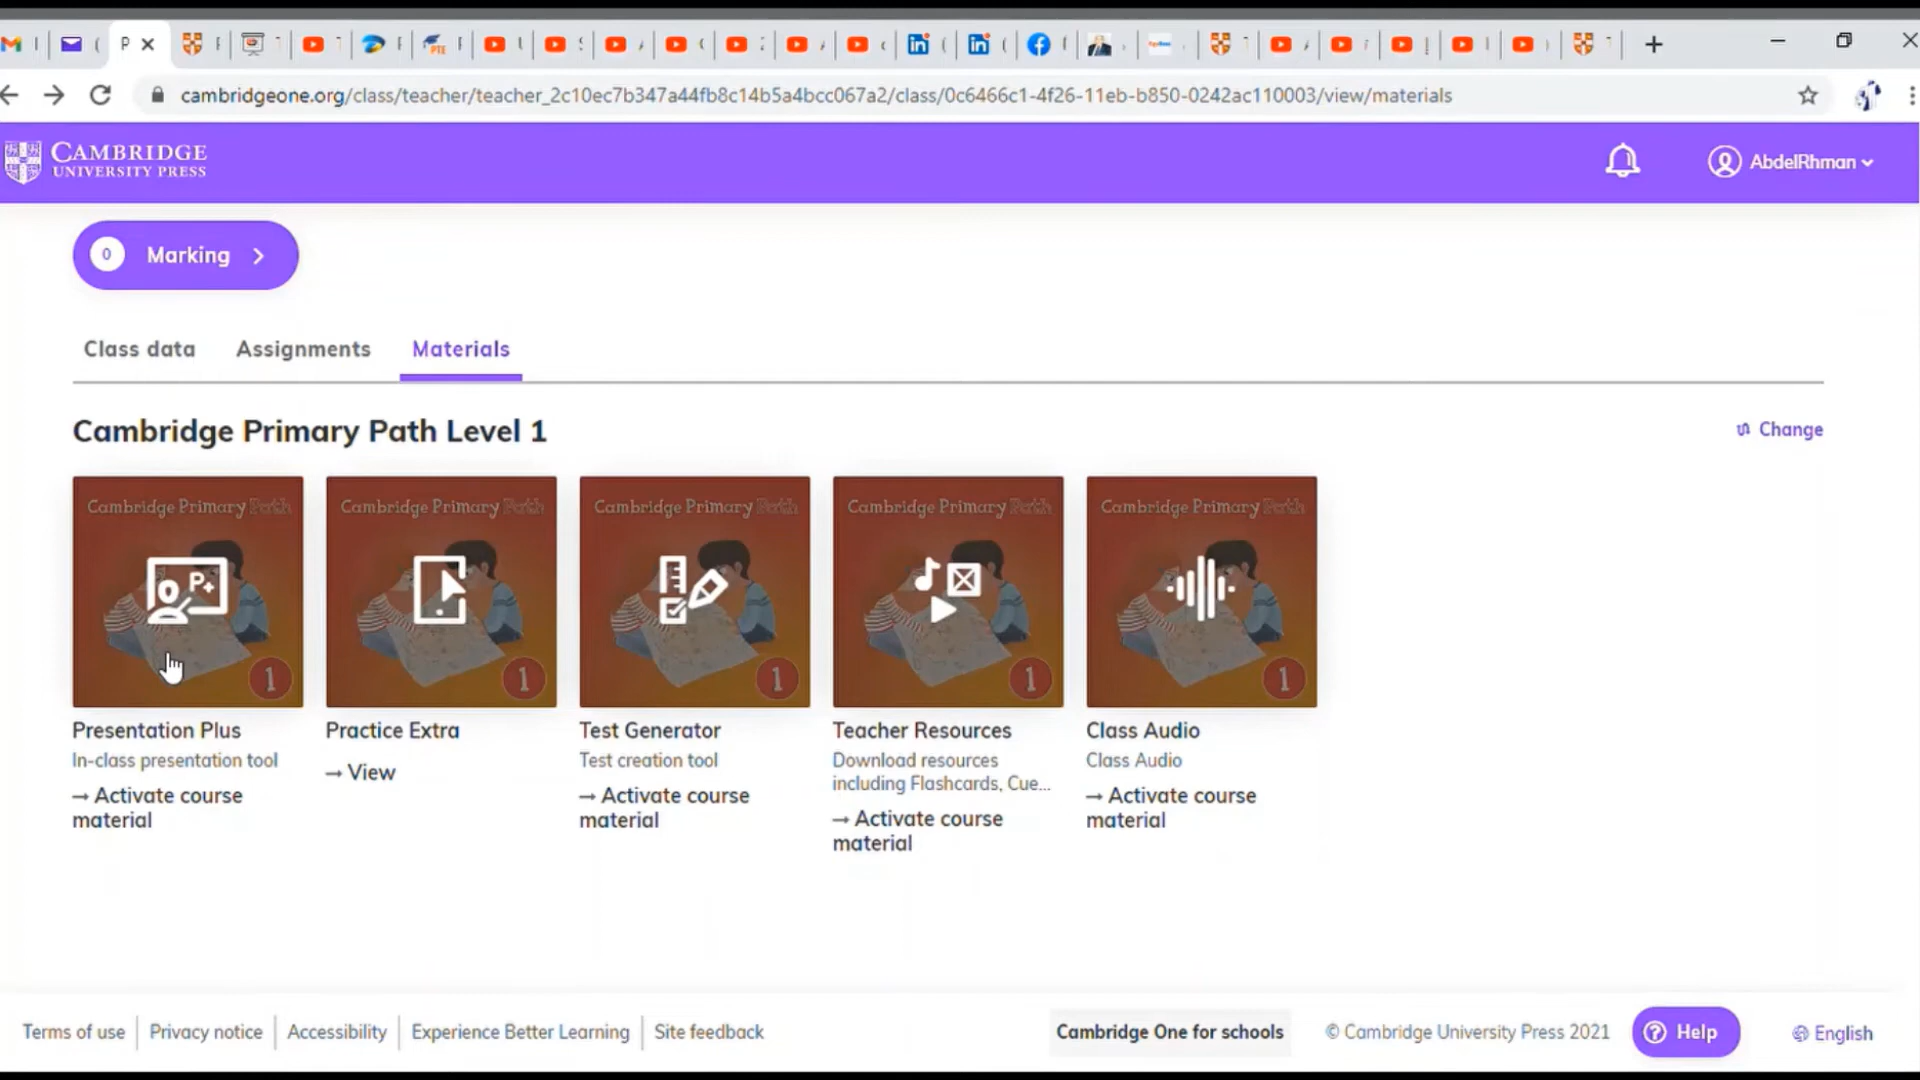 cambridgeone.org/class/teacher/teacher_2c10ec7b347a44fb8c14b5a4bcc067a2/class/0c6466c1-4f26-11eb-b850-0242ac110003/view/materials
CAMBRIDGE
UNIVERSITY PRESS
AbdelRhman
0 Marking
Class data Assignments Materials
Cambridge Primary Path Level 1
Change
Cambridge Primary Path Cambridge Primary Path Cambridge Primary Path Cambridge Primary Path Cambridge Primary Path
P+
1 1 1 1 1
Presentation Plus Practice Extra Test Generator Teacher Resources Class Audio
In-class presentation tool Test creation tool Download resources Class Audio
→ View including Flashcards, Cue...
→ Activate course → Activate course → Activate course
material material → Activate course material
material
Terms of use Privacy notice Accessibility Experience Better Learning Site feedback Cambridge One for schools © Cambridge University Press 2021 Help English